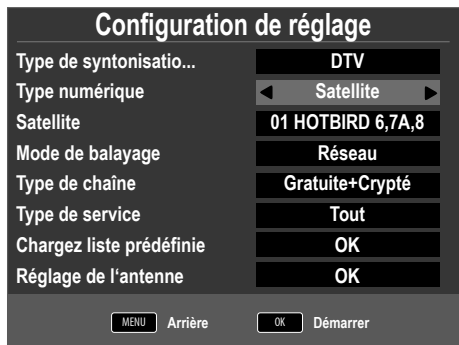 Configuration de réglage
Type de syntonisatio... DTV
Type numérique Satellite
Satellite 01 HOTBIRD 6,7A,8
Mode de balayage Réseau
Type de chaîne Gratuite+Crypté
Type de service Tout
Chargez liste prédéfinie OK
Réglage de l‘antenne OK
MENU Arrière OK Démarrer